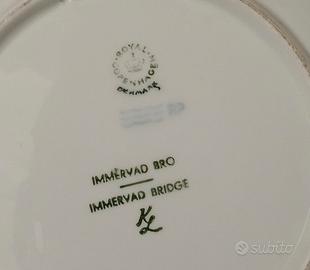 ROYAL
COPENHAGEN
DENMARK
IMMERVAD BRO
IMMERVAD BRIDGE
KL
subito